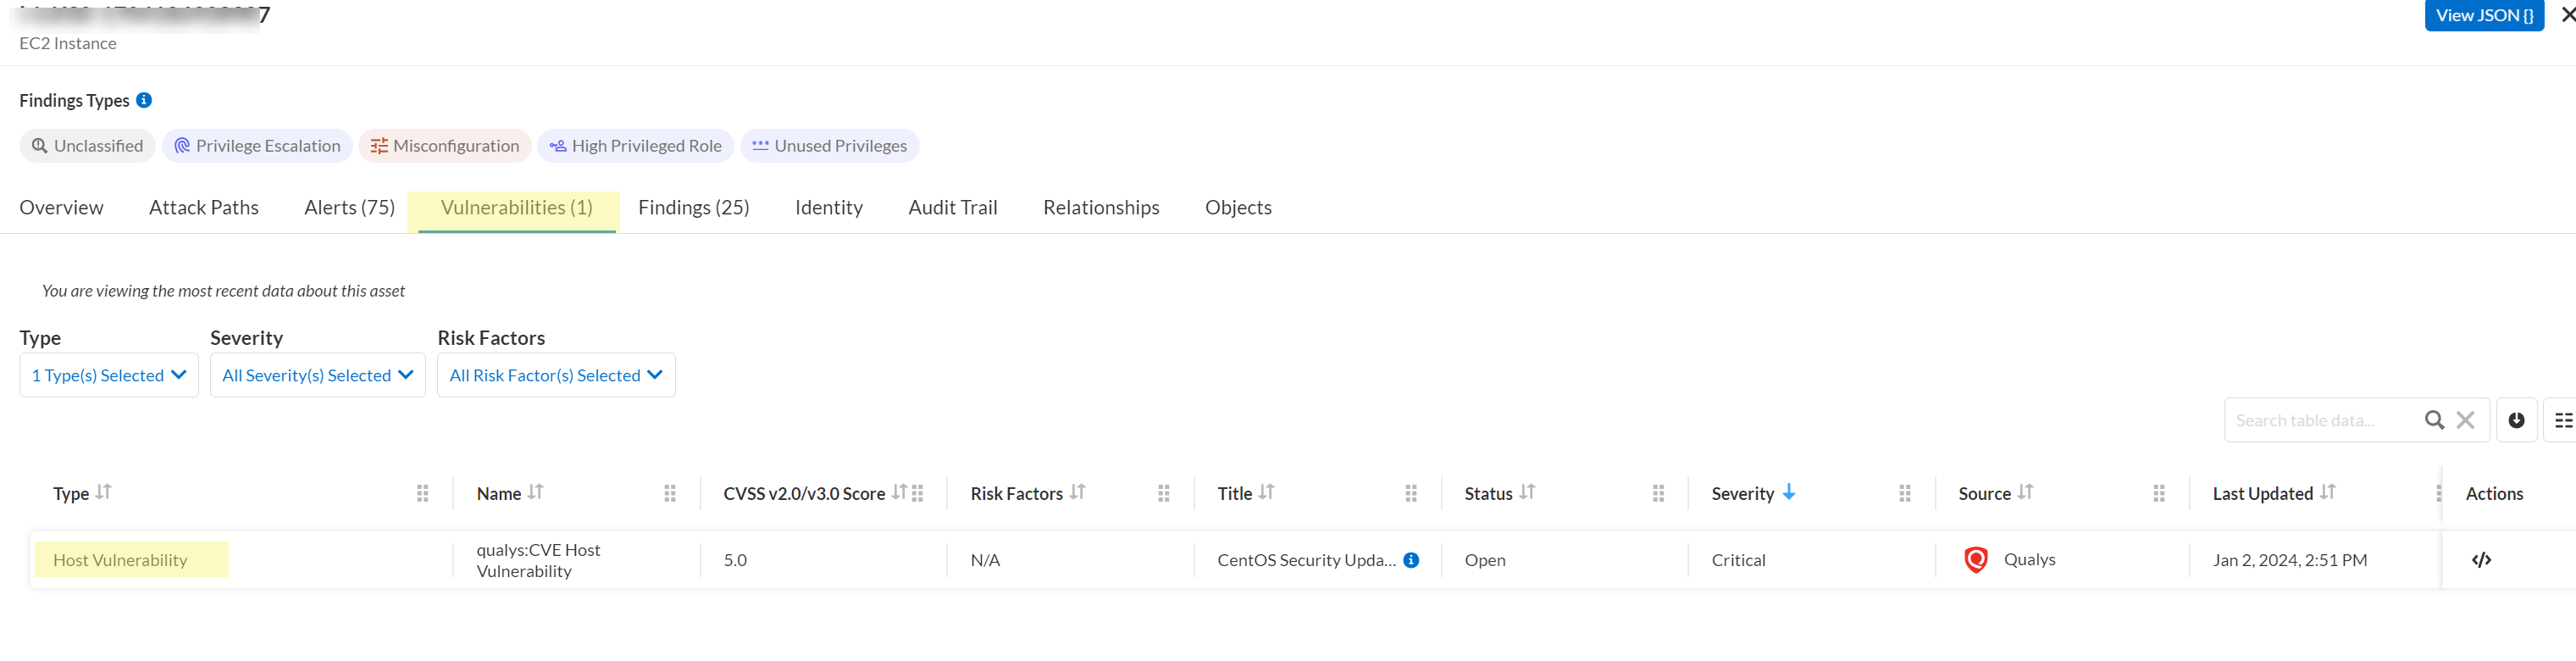 7
View JSON {}
EC2 Instance
Findings Types
Unclassified Privilege Escalation Misconfiguration High Privileged Role Unused Privileges
Overview Attack Paths Alerts (75) Vulnerabilities (1) Findings (25) Identity Audit Trail Relationships Objects
You are viewing the most recent data about this asset
Type Severity Risk Factors
1 Type(s) Selected All Severity(s) Selected All Risk Factor(s) Selected
Search table data...
Type Name CVSS v2.0/v3.0 Score Risk Factors Title Status Severity Source Last Updated Actions
Host Vulnerability qualys:CVE Host Vulnerability 5.0 N/A CentOS Security Upda... Open Critical Qualys Jan 2, 2024, 2:51 PM </>